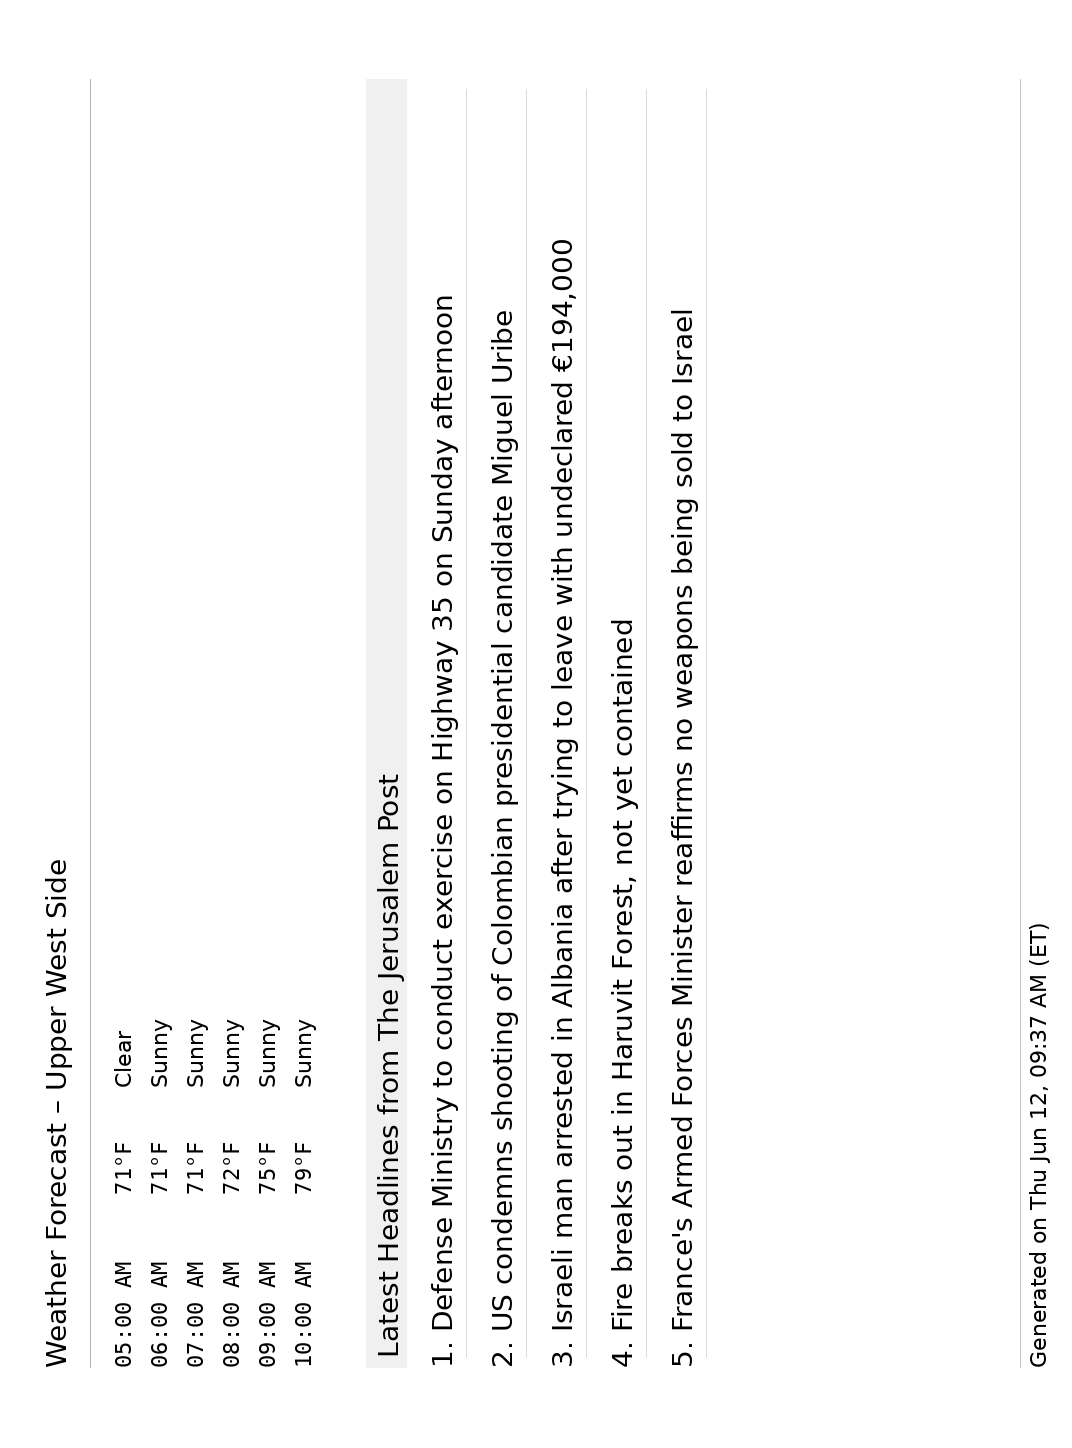 Weather Forecast – Upper West Side
05:00 AM 71°F Clear
06:00 AM 71°F Sunny
07:00 AM 71°F Sunny
08:00 AM 72°F Sunny
09:00 AM 75°F Sunny
10:00 AM 79°F Sunny
Latest Headlines from The Jerusalem Post
1. Defense Ministry to conduct exercise on Highway 35 on Sunday afternoon
2. US condemns shooting of Colombian presidential candidate Miguel Uribe
3. Israeli man arrested in Albania after trying to leave with undeclared €194,000
4. Fire breaks out in Haruvit Forest, not yet contained
5. France's Armed Forces Minister reaffirms no weapons being sold to Israel
Generated on Thu Jun 12, 09:37 AM (ET)